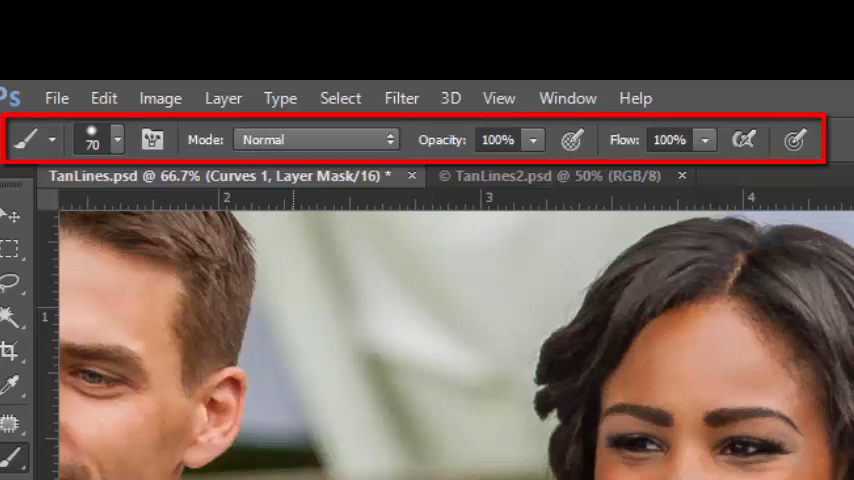 Ps File Edit Image Layer Type Select Filter 3D View Window Help
70 Mode: Normal Opacity: 100% Flow: 100%
TanLines.psd @ 66.7% (Curves 1, Layer Mask/16) * × © TanLines2.psd @ 50% (RGB/8) ×
2 3 4
1